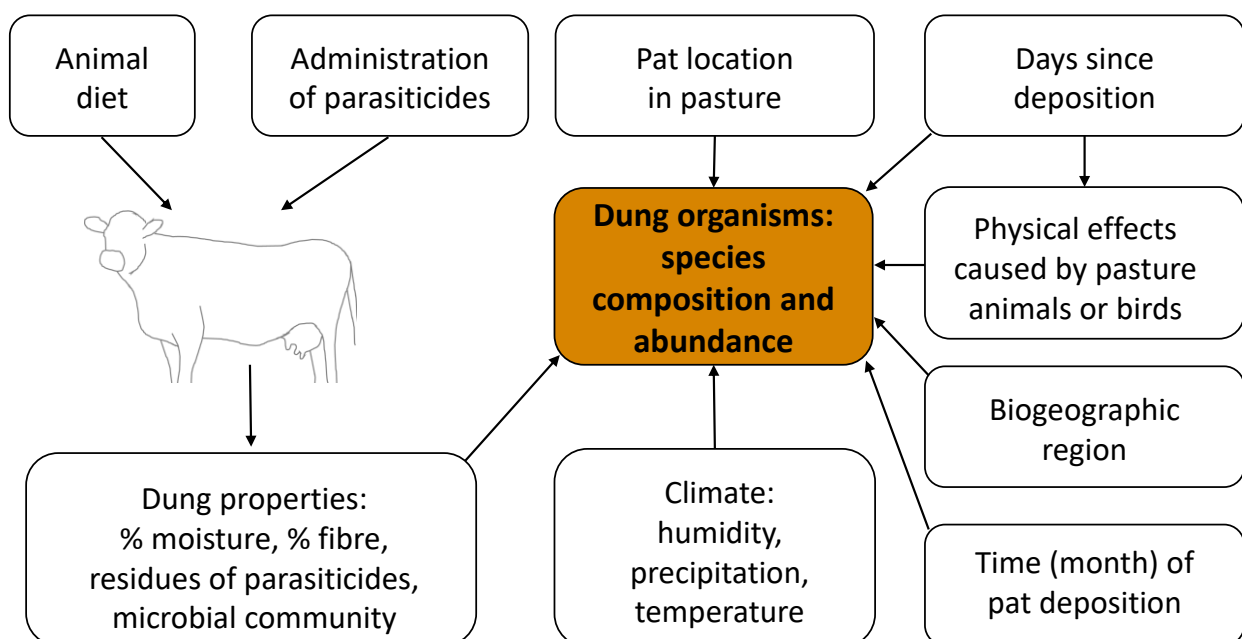 Animal
diet
Administration
of parasiticides
Pat location
in pasture
Days since
deposition
Dung organisms:
species
composition and
abundance
Physical effects
caused by pasture
animals or birds
Biogeographic
region
Dung properties:
% moisture, % fibre,
residues of parasiticides,
microbial community
Climate:
humidity,
precipitation,
temperature
Time (month) of
pat deposition